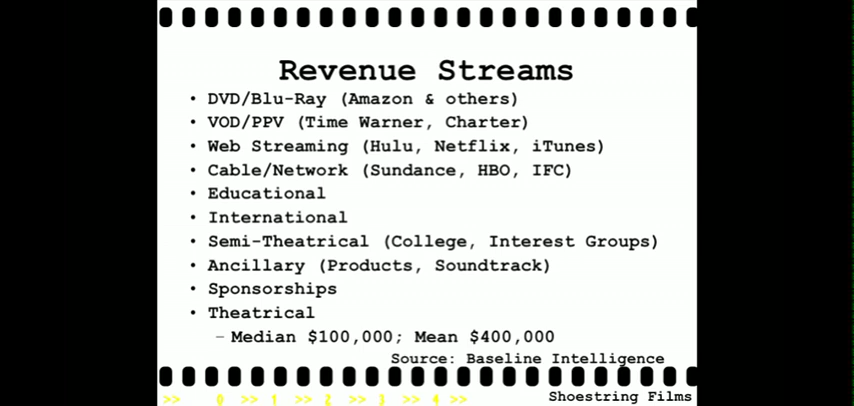 Revenue Streams
• DVD/Blu-Ray (Amazon & others)
• VOD/PPV (Time Warner, Charter)
• Web Streaming (Hulu, Netflix, iTunes)
• Cable/Network (Sundance, HBO, IFC)
• Educational
• International
• Semi-Theatrical (College, Interest Groups)
• Ancillary (Products, Soundtrack)
• Sponsorships
• Theatrical
– Median $100,000; Mean $400,000
Source: Baseline Intelligence
>> 0 >> 1 >> 2 >> 3 >> 4 >>
Shoestring Films